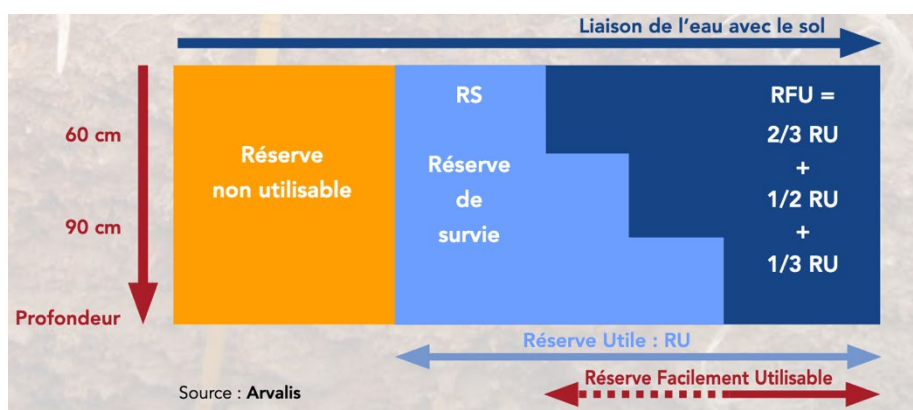 Liaison de l'eau avec le sol
60 cm
90 cm
Profondeur
Réserve
non utilisable
RS
Réserve
de
survie
RFU =
2/3 RU
+
1/2 RU
+
1/3 RU
Réserve Utile : RU
Réserve Facilement Utilisable
Source : Arvalis